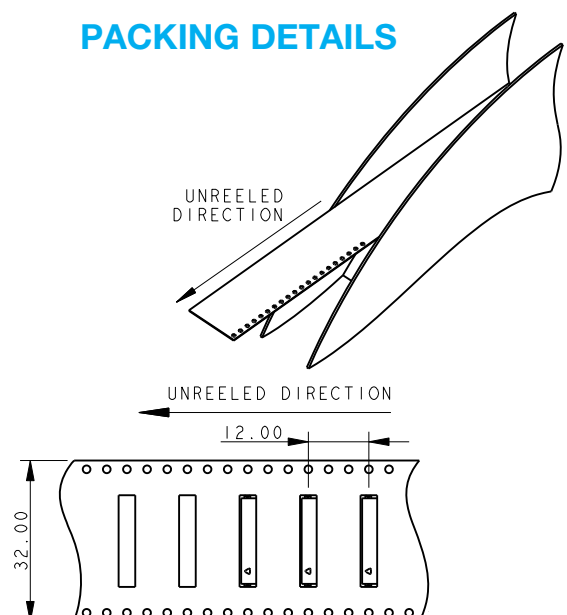 PACKING DETAILS
UNREELED
DIRECTION
UNREELED DIRECTION
12.00
32.00